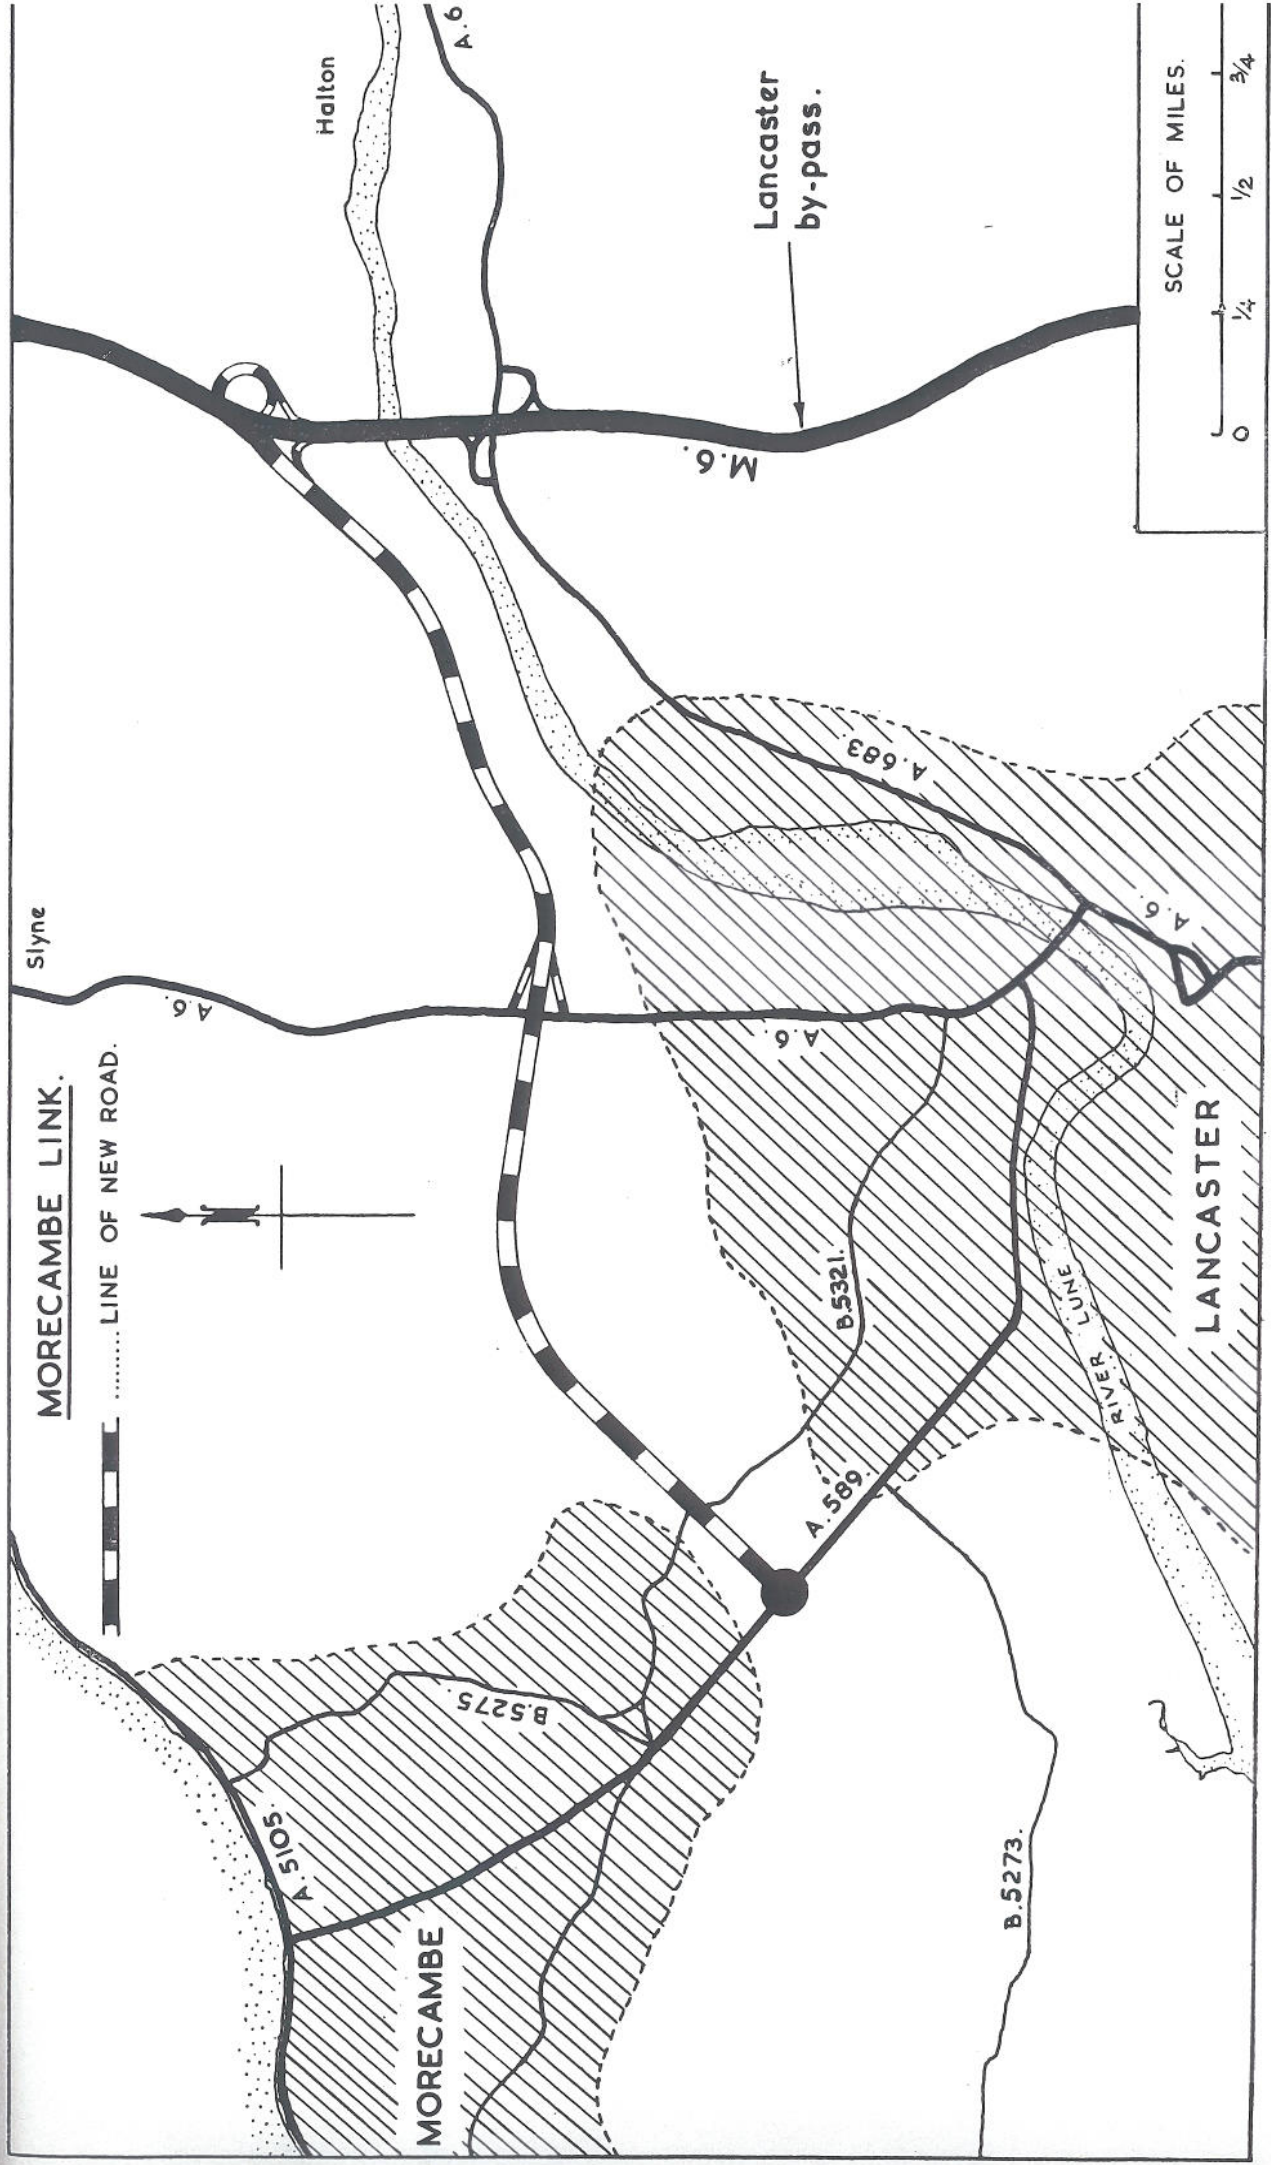 MORECAMBE LINK.
........ LINE OF NEW ROAD.
Slyne
Halton
A.6
A.6.
A.6.
A.6.
A.683
M.6.
Lancaster
by-pass.
A.5105.
B.5275
B.5321.
A.589.
B.5273.
RIVER LUNE
MORECAMBE
LANCASTER
SCALE OF MILES.
0 1/4 1/2 3/4